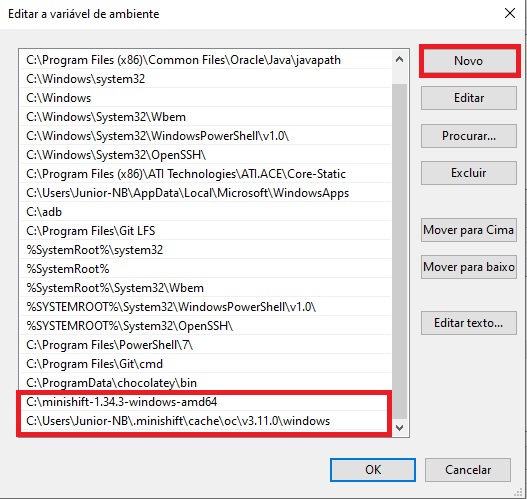 Editar a variável de ambiente
C:\Program Files (x86)\Common Files\Oracle\Java\javapath
C:\Windows\system32
C:\Windows
C:\Windows\System32\Wbem
C:\Windows\System32\WindowsPowerShell\v1.0\
C:\Windows\System32\OpenSSH\
C:\Program Files (x86)\ATI Technologies\ATI.ACE\Core-Static
C:\Users\Junior-NB\AppData\Local\Microsoft\WindowsApps
C:\adb
C:\Program Files\Git LFS
%SystemRoot%\system32
%SystemRoot%
%SystemRoot%\System32\Wbem
%SYSTEMROOT%\System32\WindowsPowerShell\v1.0\
%SYSTEMROOT%\System32\OpenSSH\
C:\Program Files\PowerShell\7\
C:\Program Files\Git\cmd
C:\ProgramData\chocolatey\bin
C:\minishift-1.34.3-windows-amd64
C:\Users\Junior-NB\.minishift\cache\oc\v3.11.0\windows
Novo
Editar
Procurar...
Excluir
Mover para Cima
Mover para baixo
Editar texto...
OK
Cancelar